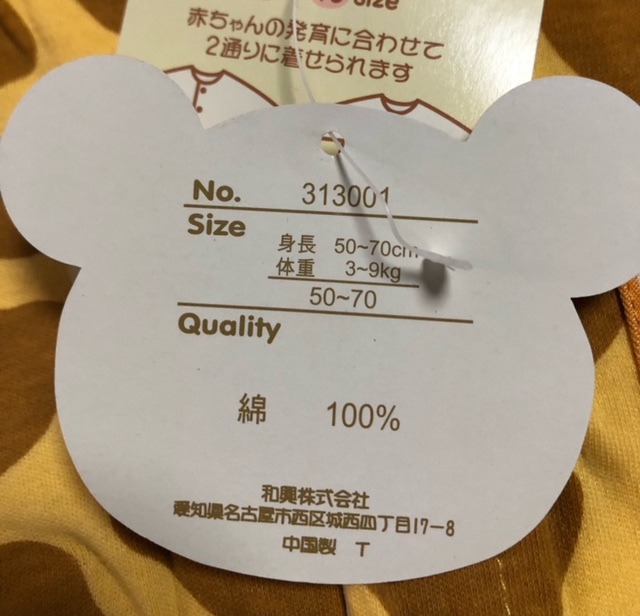 Size
赤ちゃんの発育に合わせて
2通りに着せられます
No. 313001
Size
身長 50~70cm
体重 3~9kg
50~70
Quality
綿 100%
和興株式会社
愛知県名古屋市西区城西四丁目17-8
中国製 T